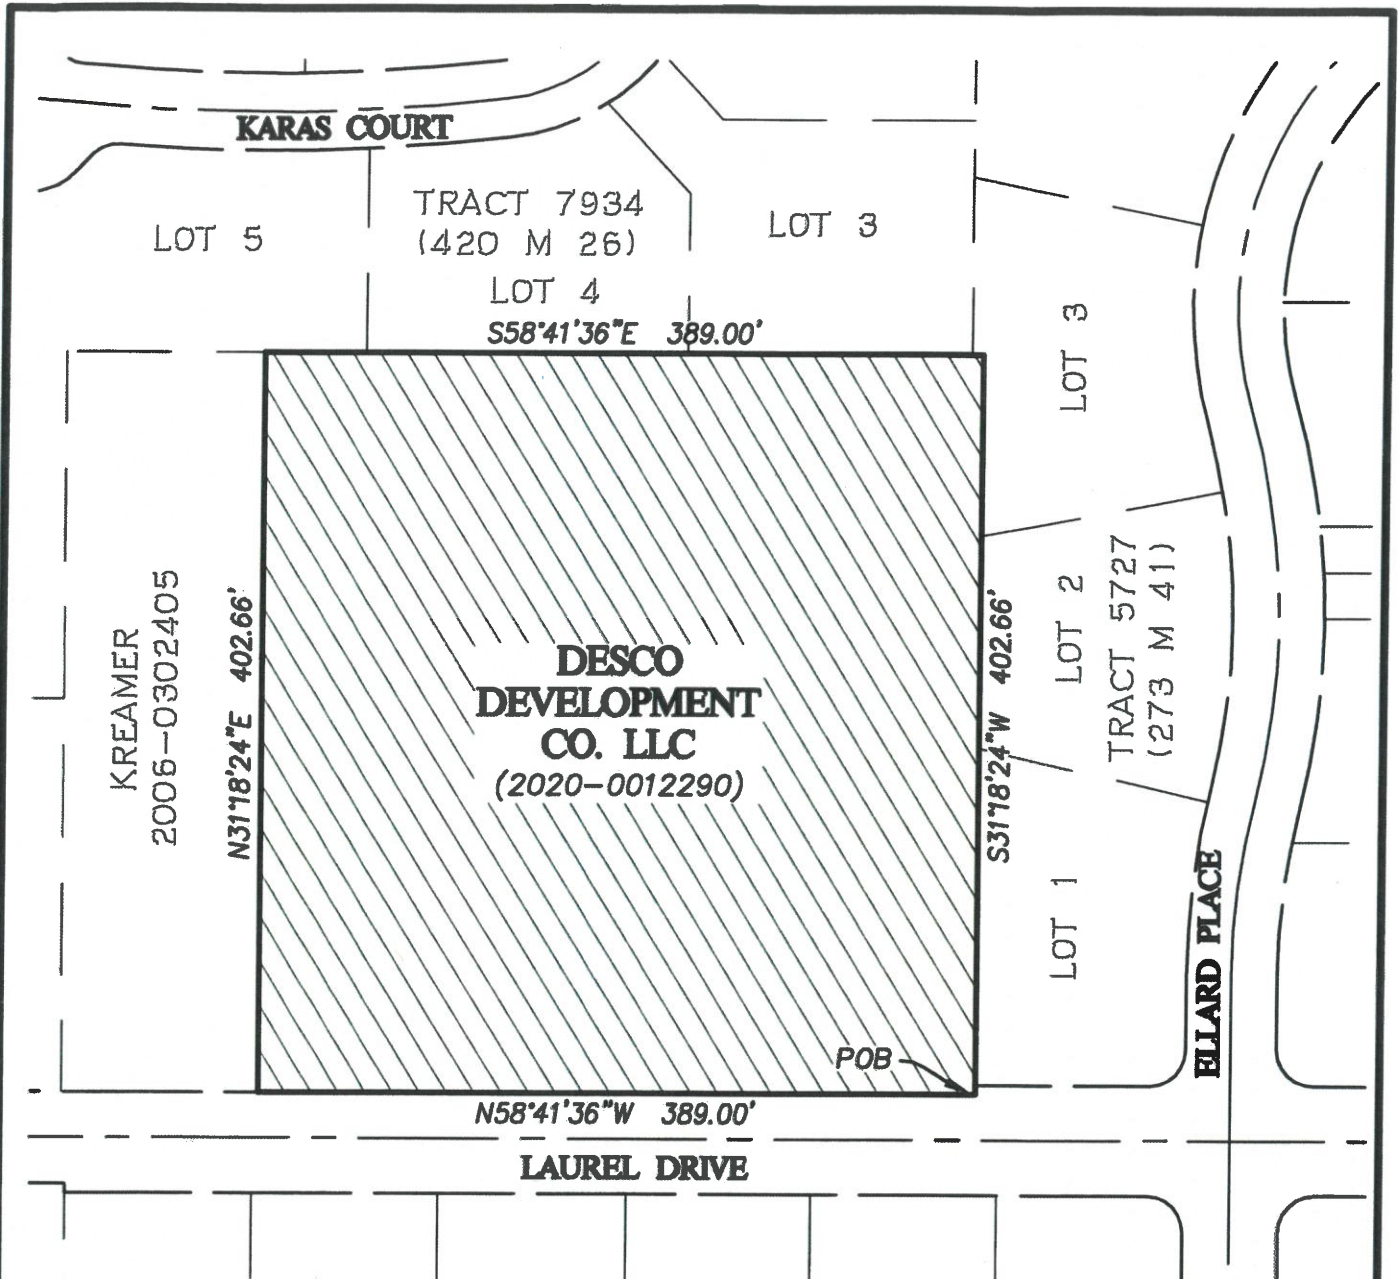 KARAS COURT
TRACT 7934
(420 M 26)
LOT 5
LOT 4
LOT 3
S58°41'36"E 389.00'
LOT 3
KREAMER
2006-0302405
N31°18'24"E 402.66'
DESCO
DEVELOPMENT
CO. LLC
(2020-0012290)
S31°18'24"W 402.66'
LOT 2
TRACT 5727
(273 M 41)
LOT 1
ELLARD PLACE
POB
N58°41'36"W 389.00'
LAUREL DRIVE